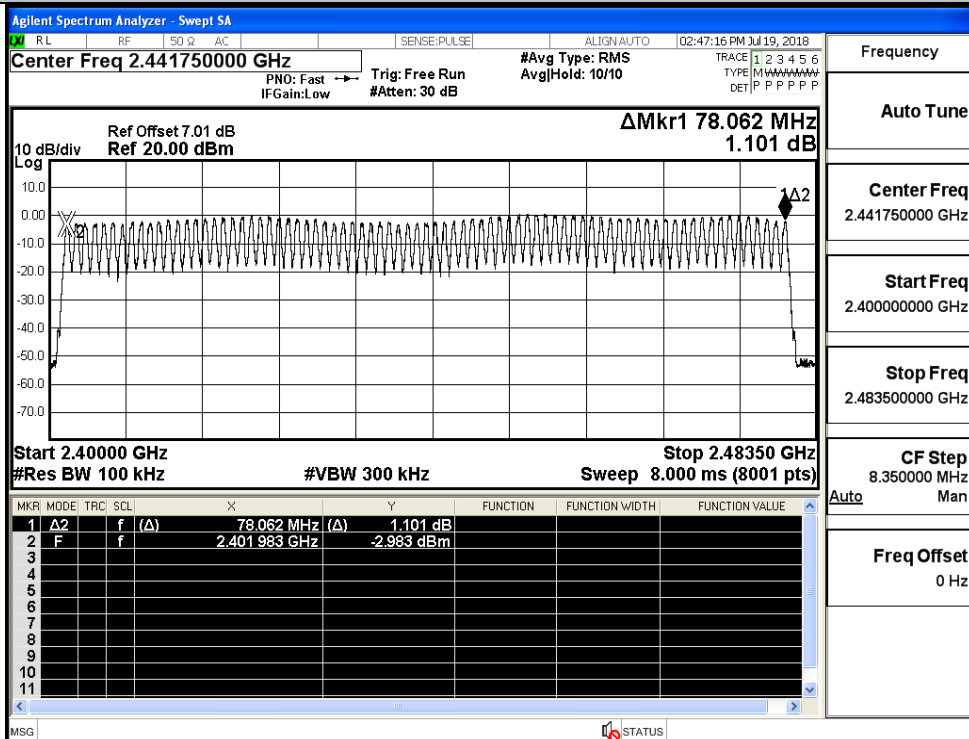 Agilent Spectrum Analyzer - Swept SA
LXI RL RF 50 Ω AC SENSE:PULSE ALIGN AUTO 02:47:16 PM Jul 19, 2018
Center Freq 2.441750000 GHz
PNO: Fast
IFGain:Low
Trig: Free Run
#Atten: 30 dB
#Avg Type: RMS
Avg|Hold: 10/10
TRACE 1 2 3 4 5 6
TYPE M WWWWW
DET P P P P P P
Ref Offset 7.01 dB
10 dB/div Ref 20.00 dBm
Log
ΔMkr1 78.062 MHz
1.101 dB
10.0
0.00
-10.0
-20.0
-30.0
-40.0
-50.0
-60.0
-70.0
2
1Δ2
Start 2.40000 GHz Stop 2.48350 GHz
#Res BW 100 kHz #VBW 300 kHz Sweep 8.000 ms (8001 pts)
MKR MODE TRC SCL X Y FUNCTION FUNCTION WIDTH FUNCTION VALUE
1 Δ2 f (Δ) 78.062 MHz (Δ) 1.101 dB
2 F f 2.401 983 GHz -2.983 dBm
3
4
5
6
7
8
9
10
11
MSG STATUS
Frequency
Auto Tune
Center Freq
2.441750000 GHz
Start Freq
2.400000000 GHz
Stop Freq
2.483500000 GHz
CF Step
8.350000 MHz
Auto Man
Freq Offset
0 Hz